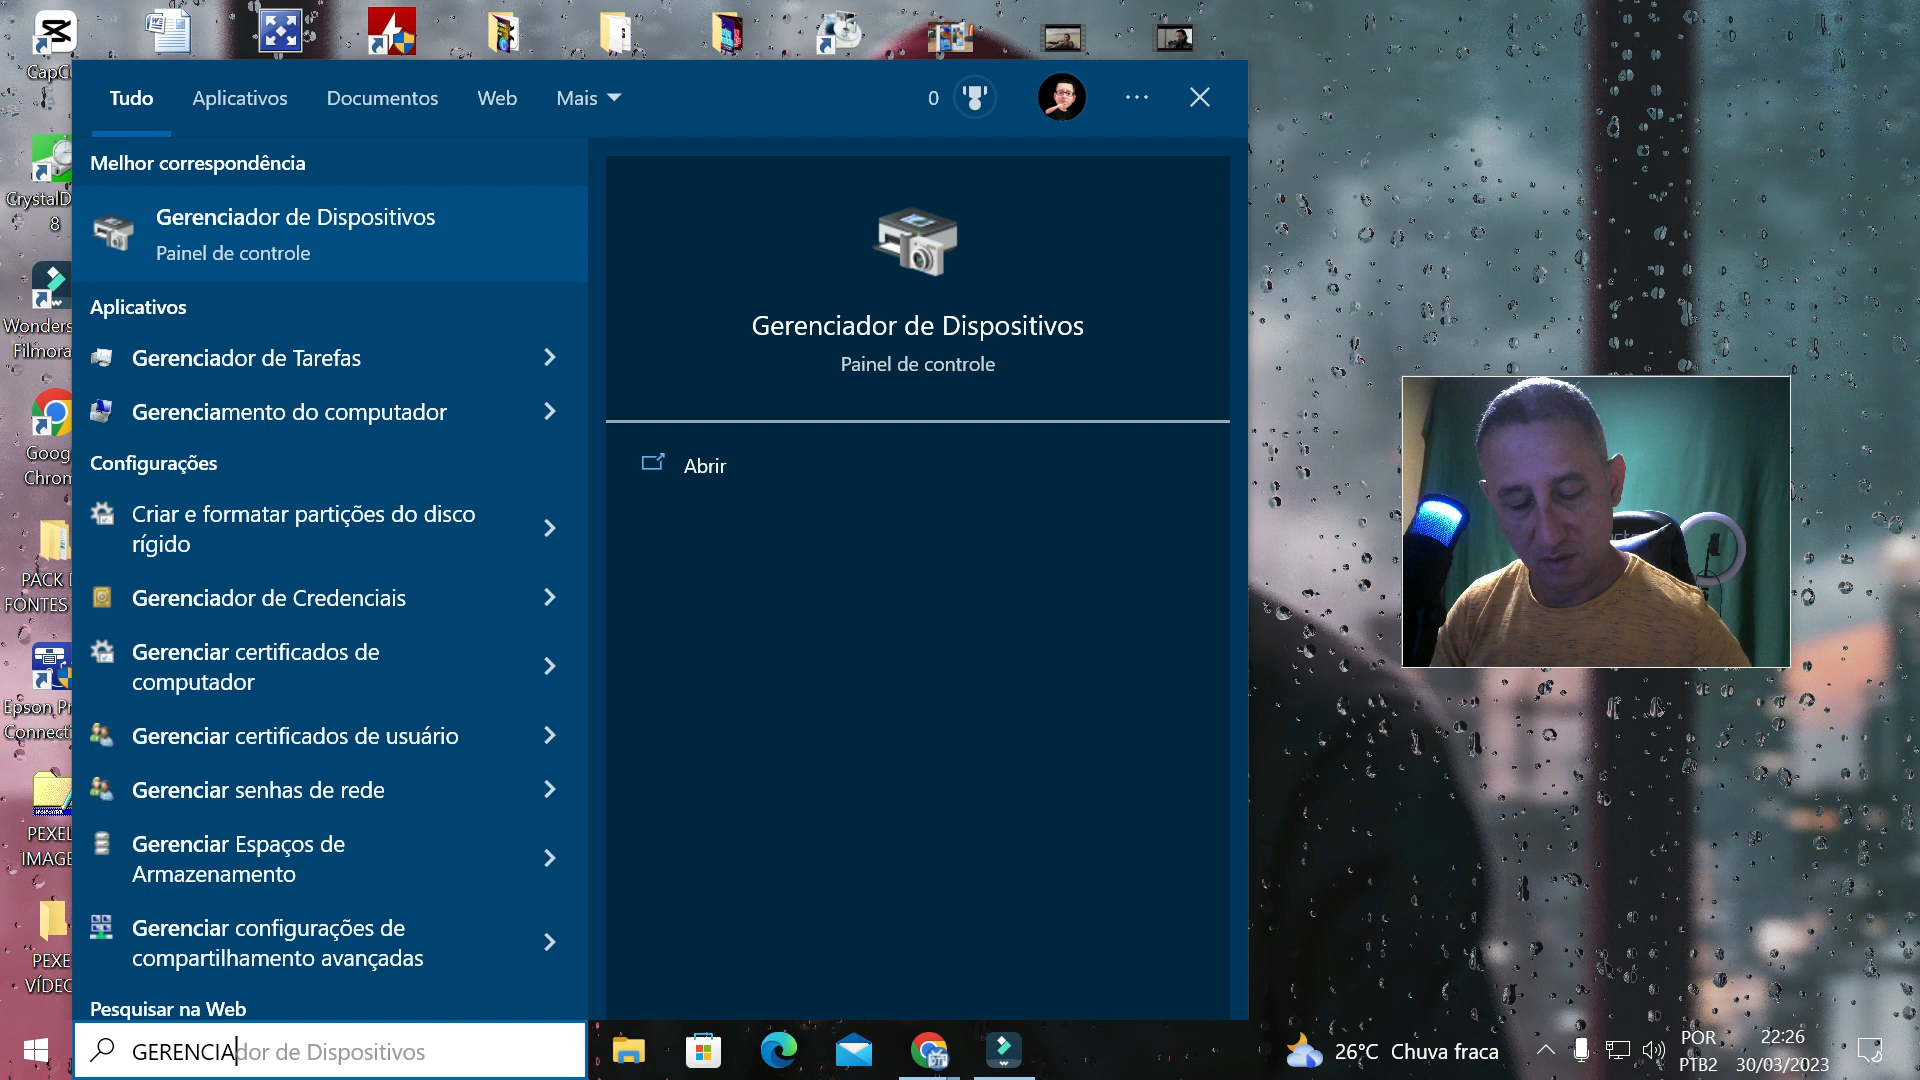 CapCu
Tudo
Aplicativos
Documentos
Web
Mais
0
Melhor correspondência
Gerenciador de Dispositivos
Painel de controle
Aplicativos
Gerenciador de Tarefas
Gerenciamento do computador
Configurações
Criar e formatar partições do disco
rígido
Gerenciador de Credenciais
Gerenciar certificados de
computador
Gerenciar certificados de usuário
Gerenciar senhas de rede
Gerenciar Espaços de
Armazenamento
Gerenciar configurações de
compartilhamento avançadas
Pesquisar na Web
GERENCIAdor de Dispositivos
Gerenciador de Dispositivos
Painel de controle
Abrir
CrystalD
8
Wonders
Filmora
Goog
Chrom
PACK D
FONTES
Epson Pr
Connecti
PEXEL
IMAGE
PEXE
VÍDEO
26°C Chuva fraca
POR
PTB2
22:26
30/03/2023